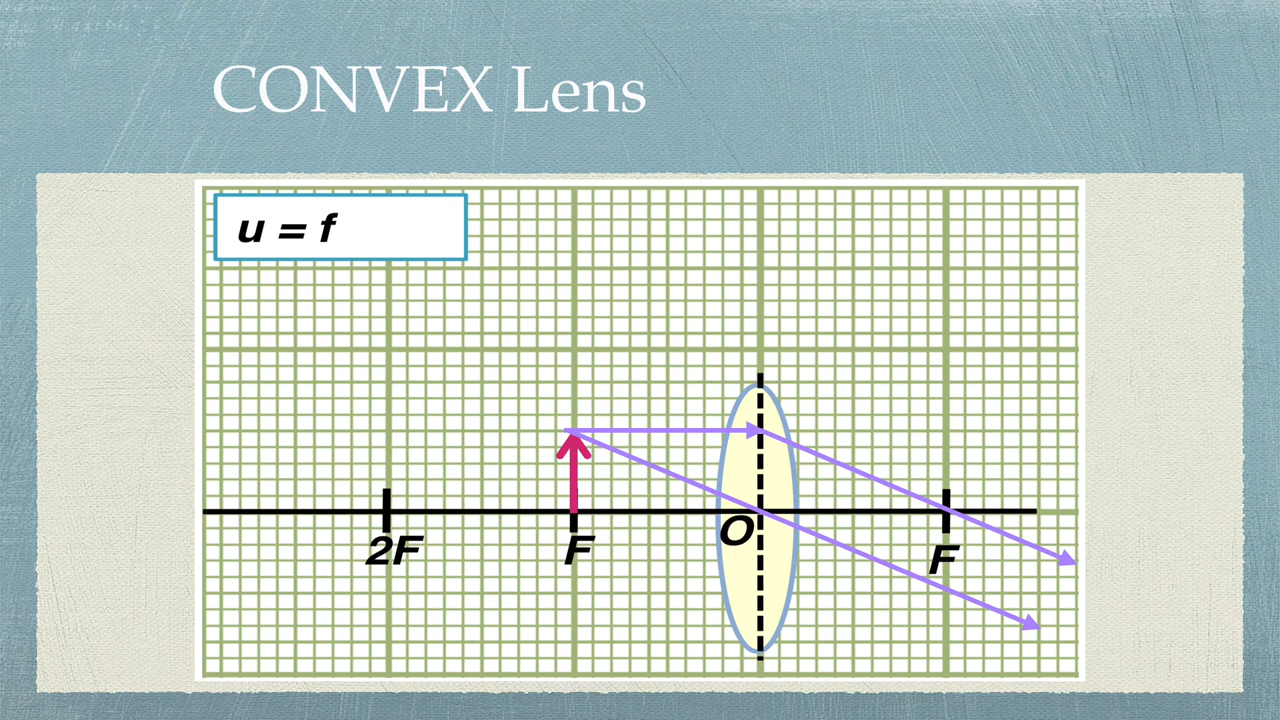 CONVEX Lens
u = f
O
2F
F
F